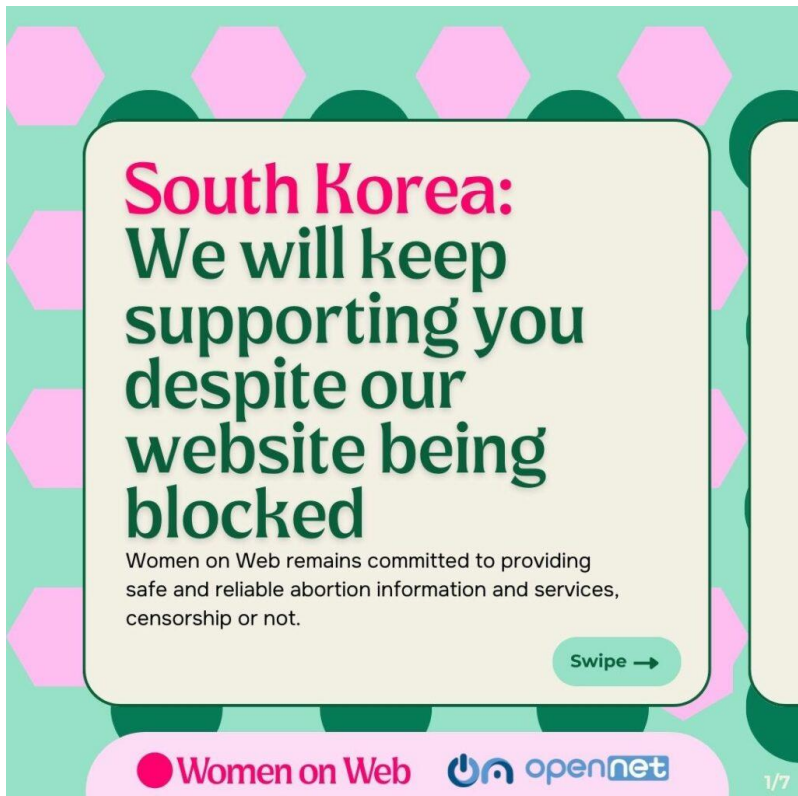 South Korea:
We will keep
supporting you
despite our
website being
blocked
Women on Web remains committed to providing
safe and reliable abortion information and services,
censorship or not.
Swipe →
Women on Web
opennet
1/7